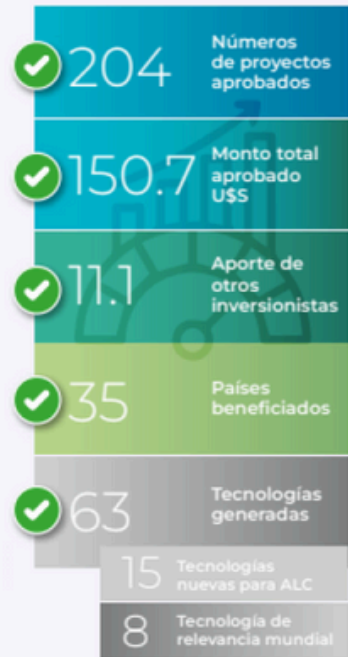 204
Números
de proyectos
aprobados
150.7
Monto total
aprobado
U$S
11.1
Aporte de
otros
inversionistas
35
Países
beneficiados
63
Tecnologías
generadas
15
Tecnologías
nuevas para ALC
8
Tecnología de
relevancia mundial